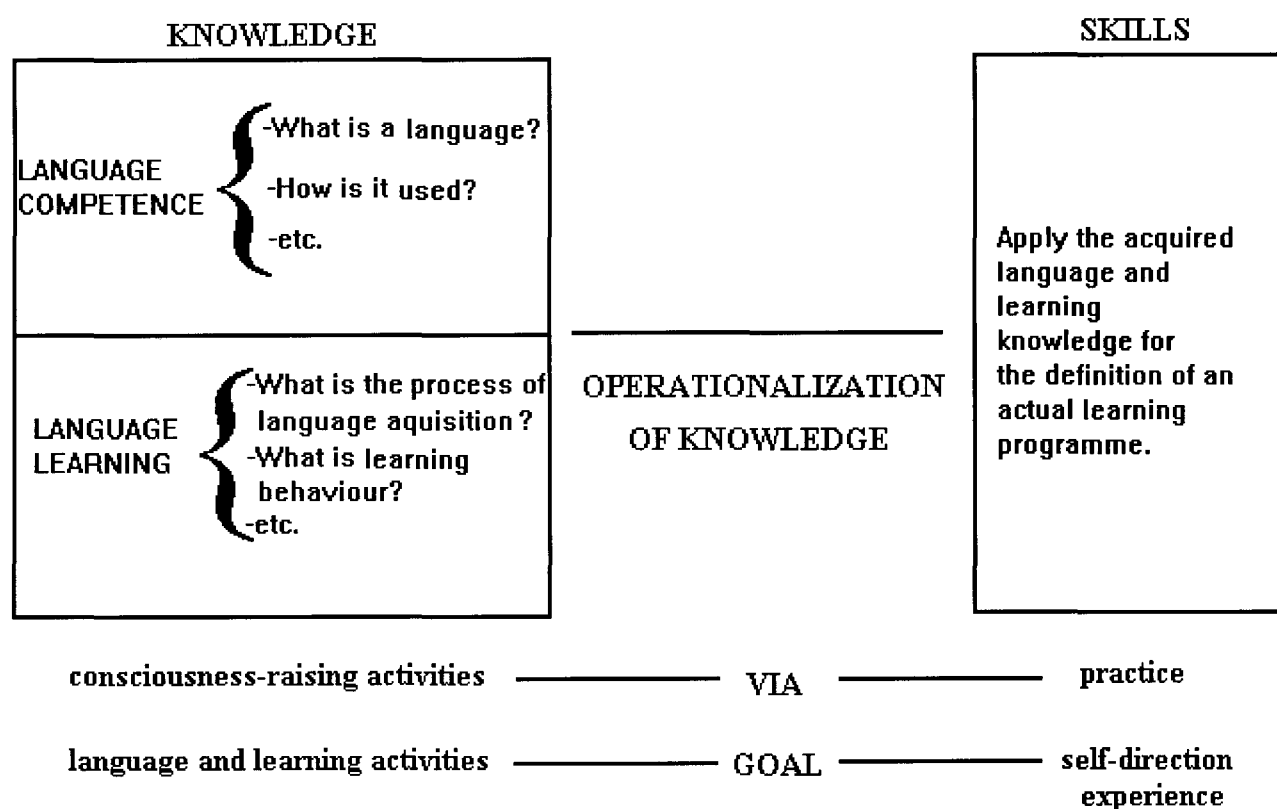 KNOWLEDGE
SKILLS
LANGUAGE
COMPETENCE
-What is a language?
-How is it used?
-etc.
LANGUAGE
LEARNING
-What is the process of
language aquisition ?
-What is learning
behaviour?
-etc.
OPERATIONALIZATION
OF KNOWLEDGE
Apply the acquired
language and
learning
knowledge for
the definition of an
actual learning
programme.
consciousness-raising activities VIA practice
language and learning activities GOAL self-direction
experience